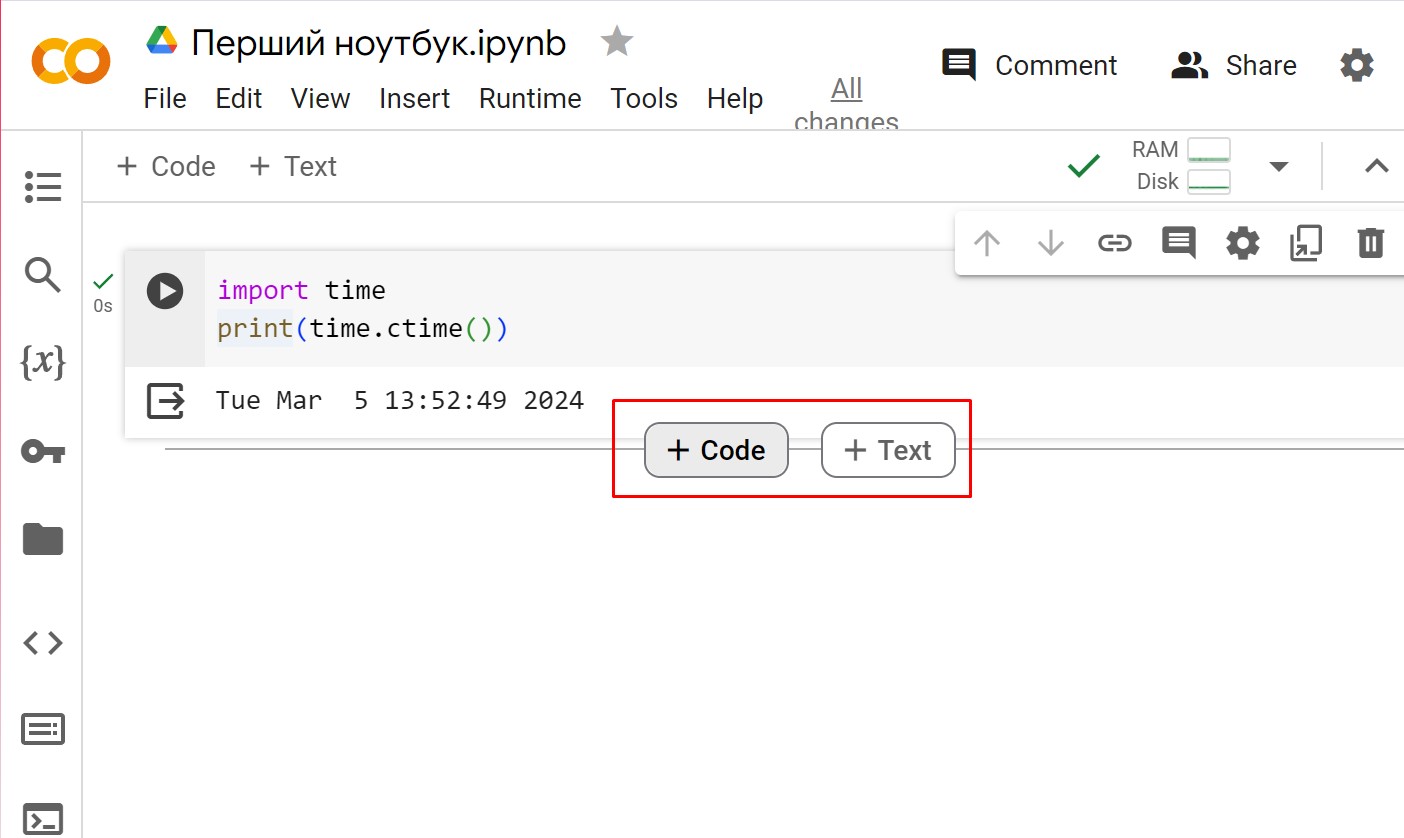 Перший ноутбук.ipynb
File Edit View Insert Runtime Tools Help
All
changes
Comment Share
+ Code + Text
RAM
Disk
{x}
0s
import time
print(time.ctime())
Tue Mar  5 13:52:49 2024
+ Code + Text